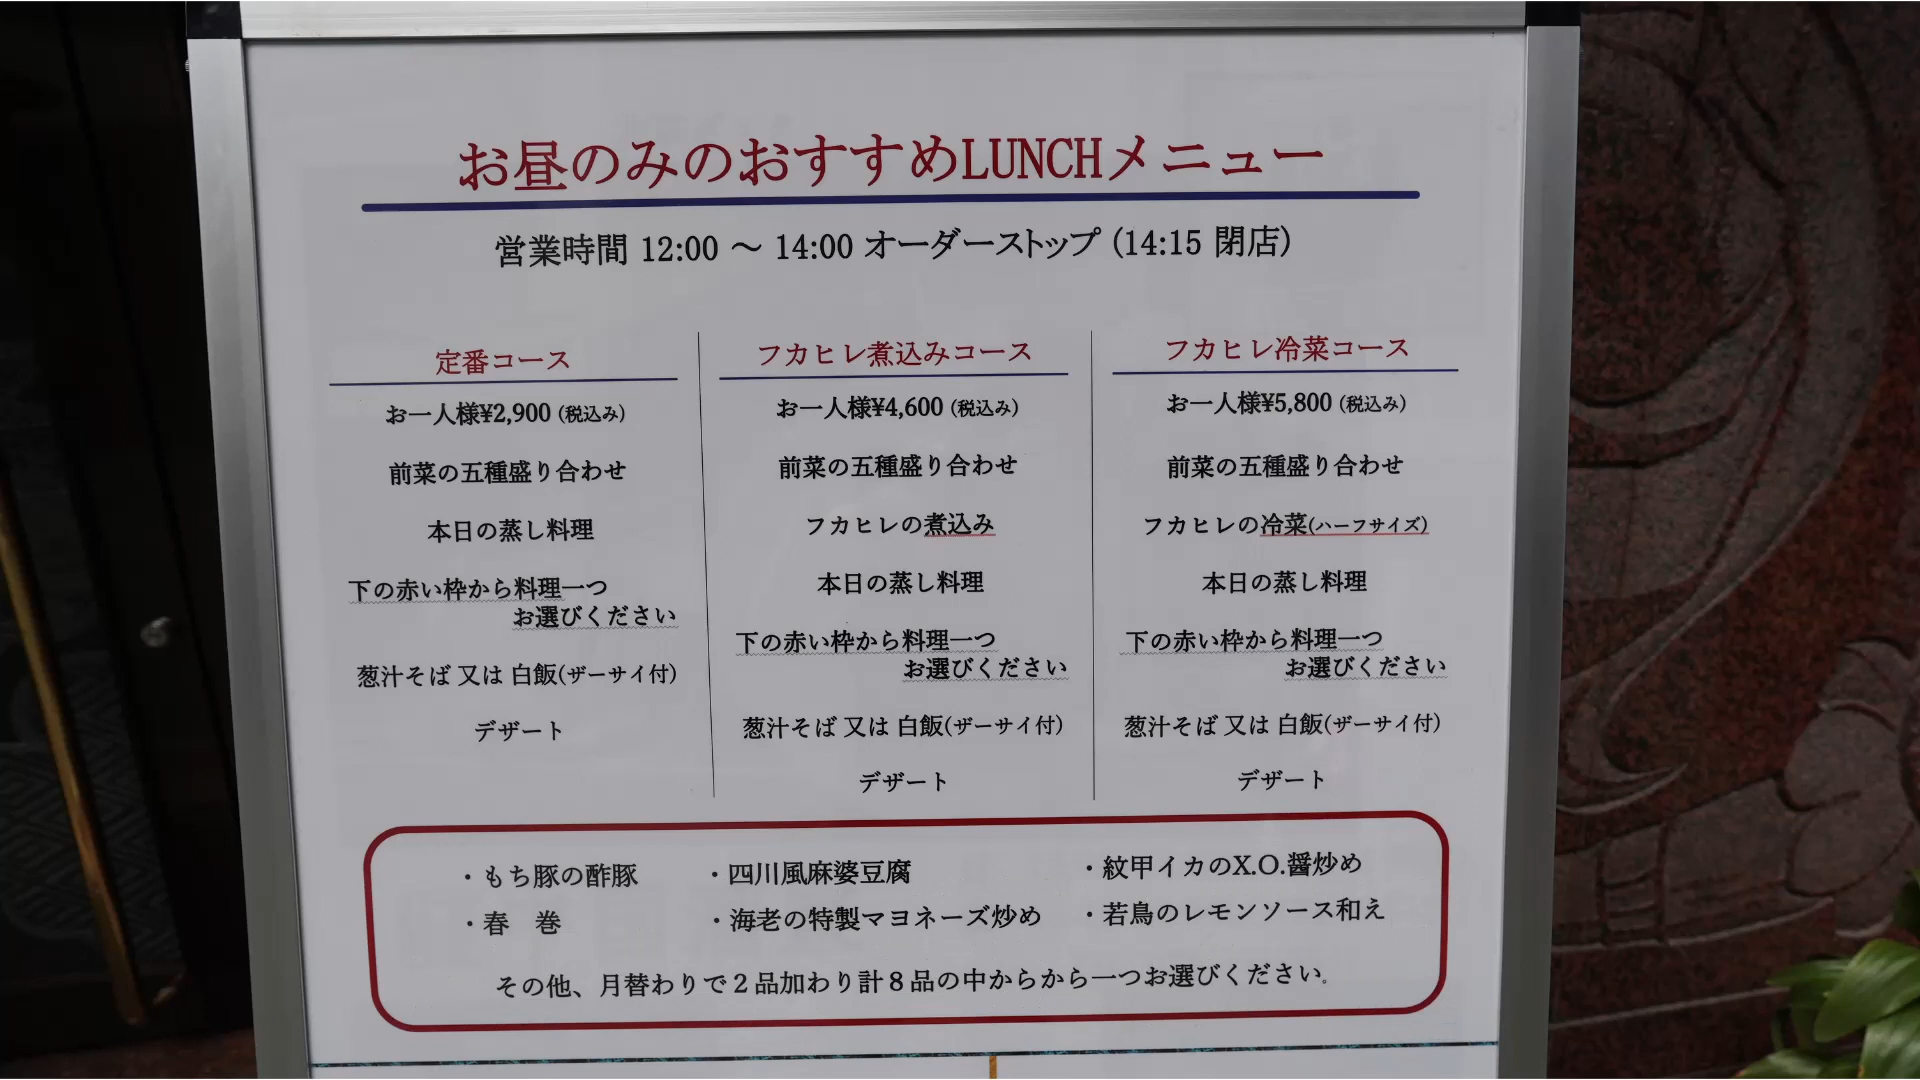 お昼のみのおすすめLUNCHメニュー
営業時間 12:00 ～ 14:00 オーダーストップ (14:15 閉店)
定番コース
お一人様¥2,900 (税込み)
前菜の五種盛り合わせ
本日の蒸し料理
下の赤い枠から料理一つ
お選びください
葱汁そば 又は 白飯(ザーサイ付)
デザート
フカヒレ煮込みコース
お一人様¥4,600 (税込み)
前菜の五種盛り合わせ
フカヒレの煮込み
本日の蒸し料理
下の赤い枠から料理一つ
お選びください
葱汁そば 又は 白飯(ザーサイ付)
デザート
フカヒレ冷菜コース
お一人様¥5,800 (税込み)
前菜の五種盛り合わせ
フカヒレの冷菜(ハーフサイズ)
本日の蒸し料理
下の赤い枠から料理一つ
お選びください
葱汁そば 又は 白飯(ザーサイ付)
デザート
・もち豚の酢豚 ・四川風麻婆豆腐 ・紋甲イカのX.O.醤炒め
・春 巻 ・海老の特製マヨネーズ炒め ・若鳥のレモンソース和え
その他、月替わりで２品加わり計８品の中からから一つお選びください。